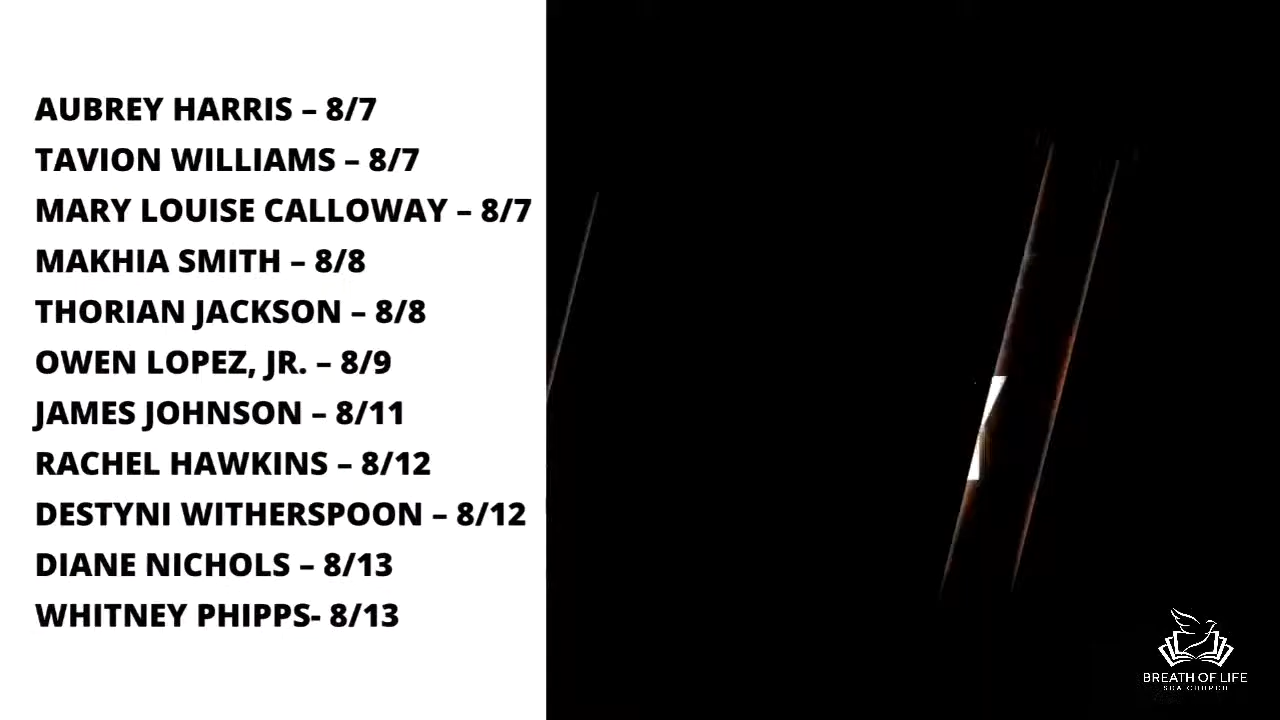 AUBREY HARRIS – 8/7
TAVION WILLIAMS – 8/7
MARY LOUISE CALLOWAY – 8/7
MAKHIA SMITH – 8/8
THORIAN JACKSON – 8/8
OWEN LOPEZ, JR. – 8/9
JAMES JOHNSON – 8/11
RACHEL HAWKINS – 8/12
DESTYNI WITHERSPOON – 8/12
DIANE NICHOLS – 8/13
WHITNEY PHIPPS- 8/13
BREATH OF LIFE
SDA CHURCH